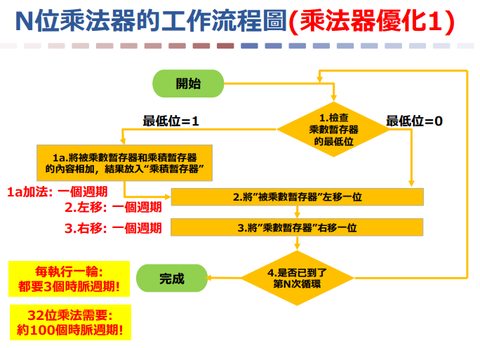 N位乘法器的工作流程圖(乘法器優化1)
開始
1.檢查
乘數暫存器
的最低位
最低位=1
最低位=0
1a.將被乘數暫存器和乘積暫存器
的內容相加，結果放入"乘積暫存器"
1a加法: 一個週期
2.將"被乘數暫存器"左移一位
2.左移: 一個週期
3.將"乘數暫存器"右移一位
3.右移: 一個週期
4.是否已到了
第N次循環
完成
每執行一輪:
都要3個時脈週期!
32位乘法需要:
約100個時脈週期!